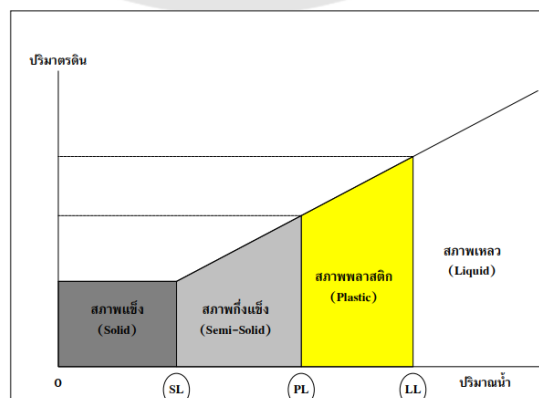 ปริมาตรดิน
สภาพแข็ง
(Solid)
สภาพกึ่งแข็ง
(Semi-Solid)
สภาพพลาสติก
(Plastic)
สภาพเหลว
(Liquid)
0
SL
PL
LL
ปริมาณน้ำ